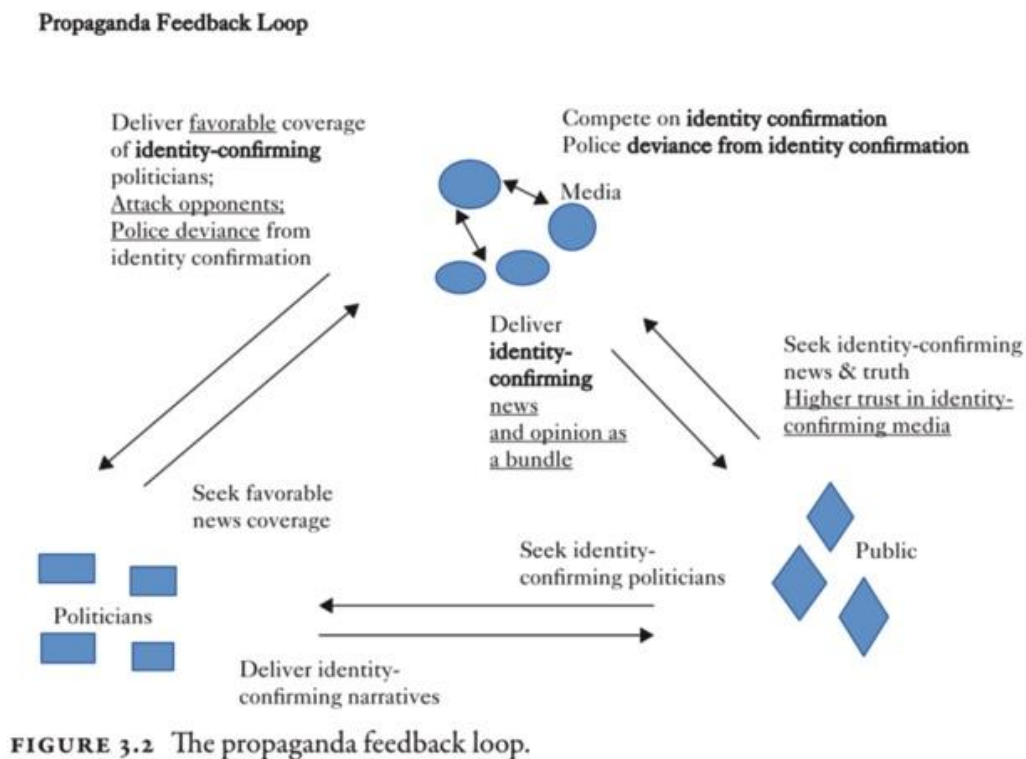 Propaganda Feedback Loop
Deliver favorable coverage
of identity-confirming
politicians;
Attack opponents;
Police deviance from
identity confirmation
Compete on identity confirmation
Police deviance from identity confirmation
Media
Deliver
identity-
confirming
news
and opinion as
a bundle
Seek identity-confirming
news & truth
Higher trust in identity-
confirming media
Seek favorable
news coverage
Public
Seek identity-
confirming politicians
Politicians
Deliver identity-
confirming narratives
FIGURE 3.2 The propaganda feedback loop.